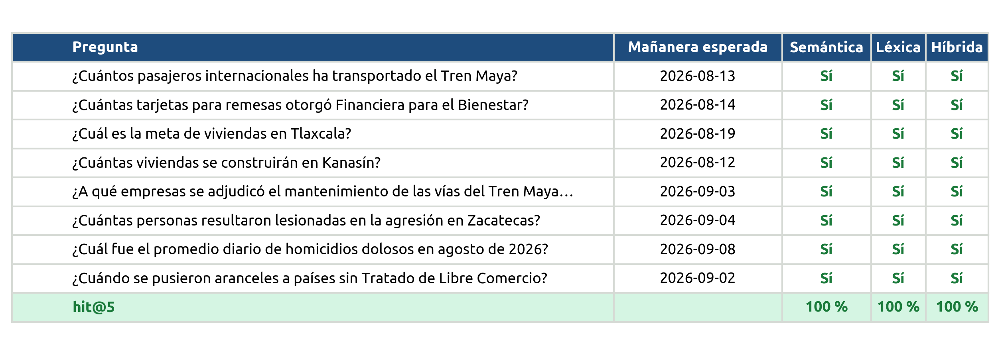 Pregunta Mañanera esperada Semántica Léxica Híbrida
¿Cuántos pasajeros internacionales ha transportado el Tren Maya? 2026-08-13 Sí Sí Sí
¿Cuántas tarjetas para remesas otorgó Financiera para el Bienestar? 2026-08-14 Sí Sí Sí
¿Cuál es la meta de viviendas en Tlaxcala? 2026-08-19 Sí Sí Sí
¿Cuántas viviendas se construirán en Kanasín? 2026-08-12 Sí Sí Sí
¿A qué empresas se adjudicó el mantenimiento de las vías del Tren Maya… 2026-09-03 Sí Sí Sí
¿Cuántas personas resultaron lesionadas en la agresión en Zacatecas? 2026-09-04 Sí Sí Sí
¿Cuál fue el promedio diario de homicidios dolosos en agosto de 2026? 2026-09-08 Sí Sí Sí
¿Cuándo se pusieron aranceles a países sin Tratado de Libre Comercio? 2026-09-02 Sí Sí Sí
hit@5 100 % 100 % 100 %